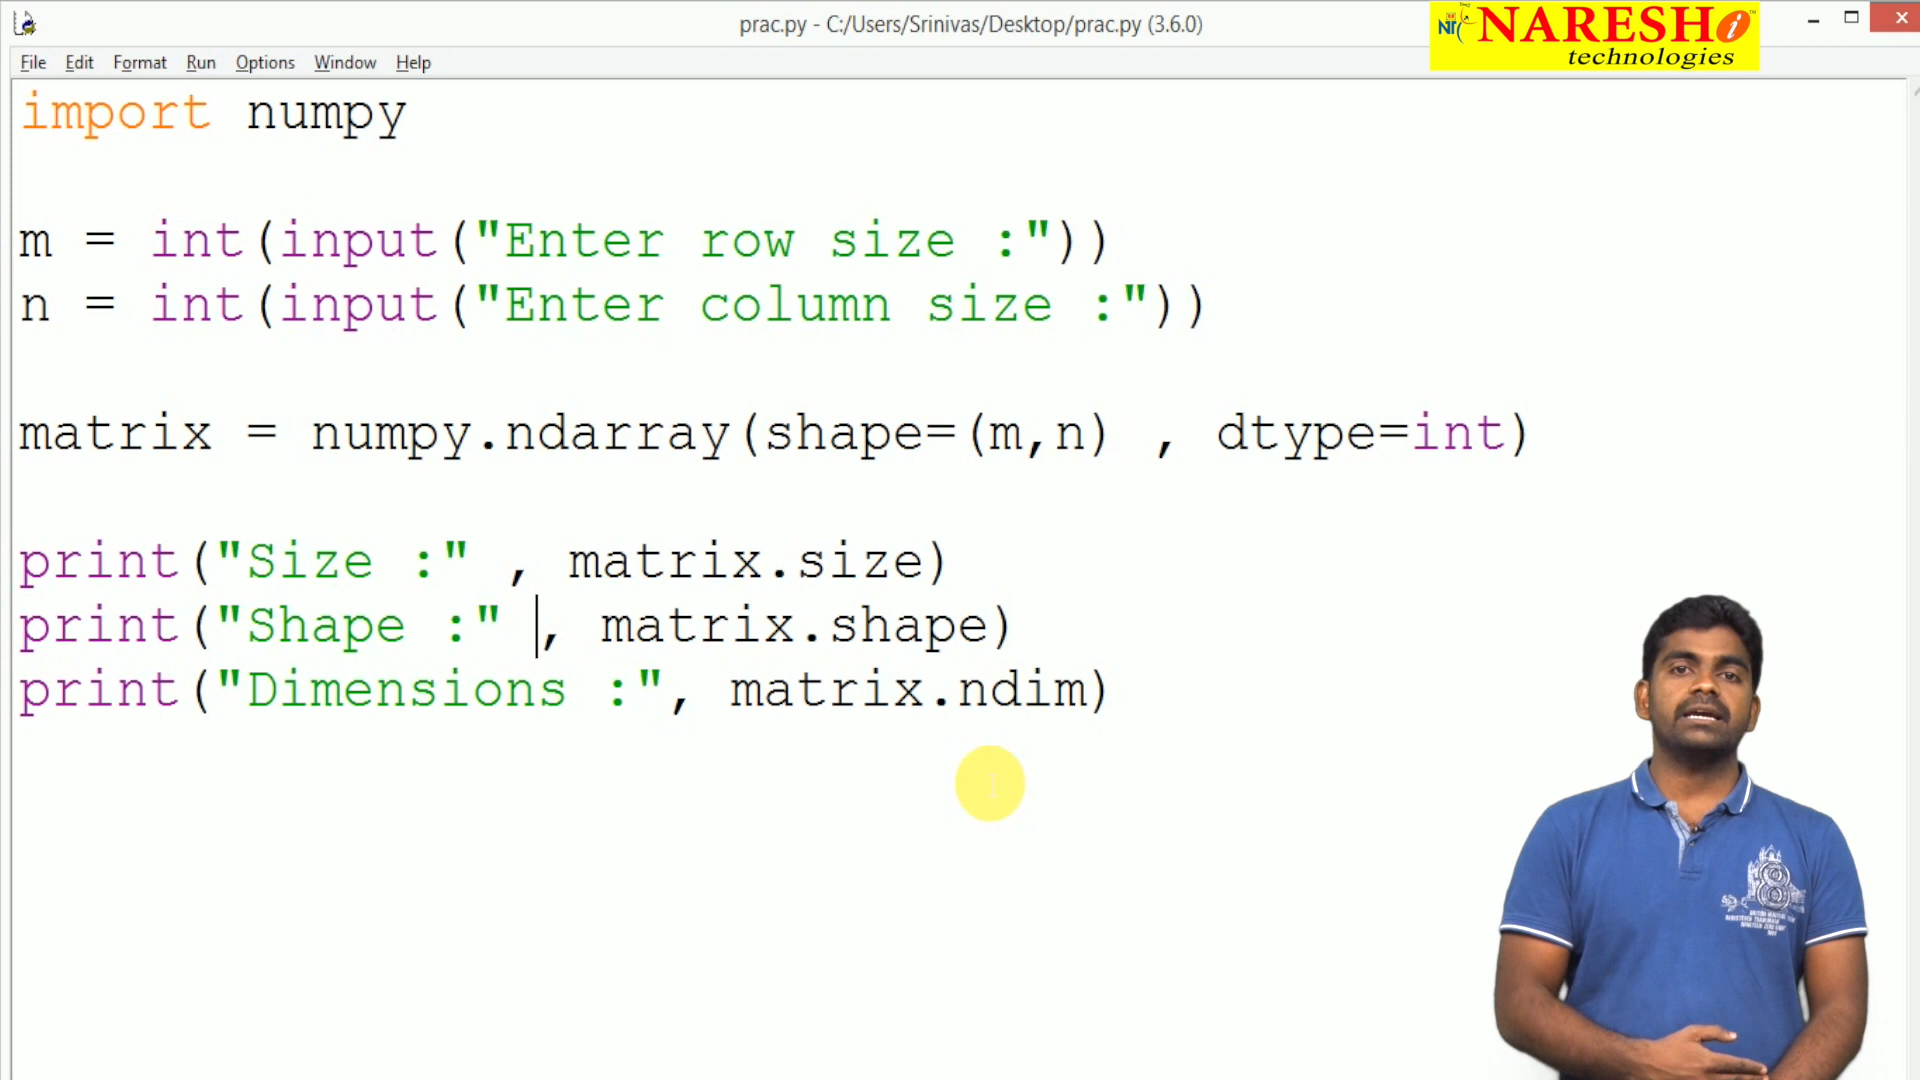 prac.py - C:/Users/Srinivas/Desktop/prac.py (3.6.0)
NARESH i
technologies
File Edit Format Run Options Window Help
import numpy
m = int(input("Enter row size :"))
n = int(input("Enter column size :"))
matrix = numpy.ndarray(shape=(m,n) , dtype=int)
print("Size :" , matrix.size)
print("Shape :" , matrix.shape)
print("Dimensions :", matrix.ndim)